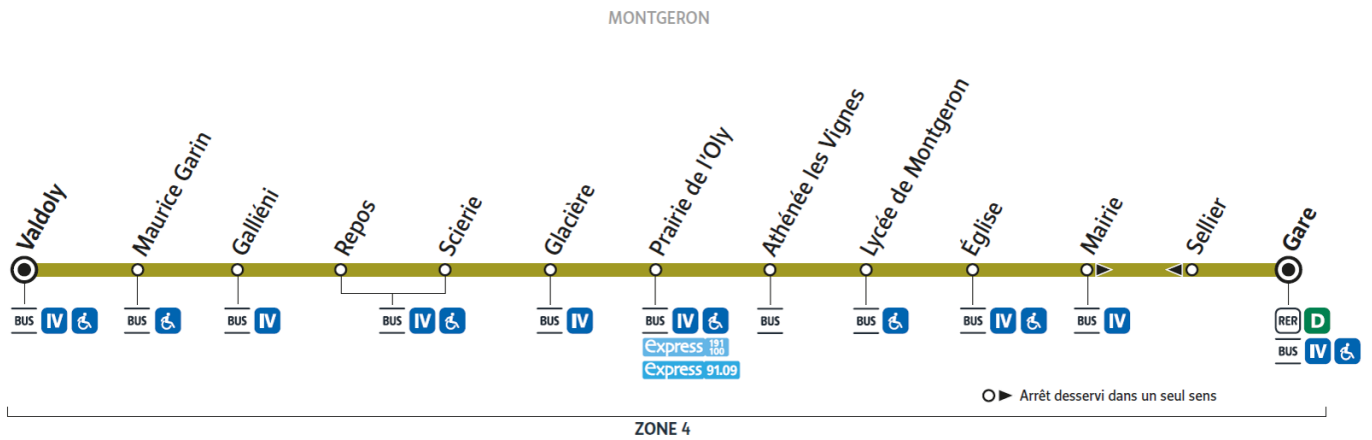 MONTGERON
Valdoly
Maurice Garin
Galliéni
Repos
Scierie
Glacière
Prairie de l'Oly
Athénée les Vignes
Lycée de Montgeron
Église
Mairie
Sellier
Gare
BUS IV
BUS
BUS IV
BUS IV
BUS IV
BUS IV
BUS
BUS
BUS IV
BUS IV
RER D
express 191 100
BUS IV
express 91.09
Arrêt desservi dans un seul sens
ZONE 4